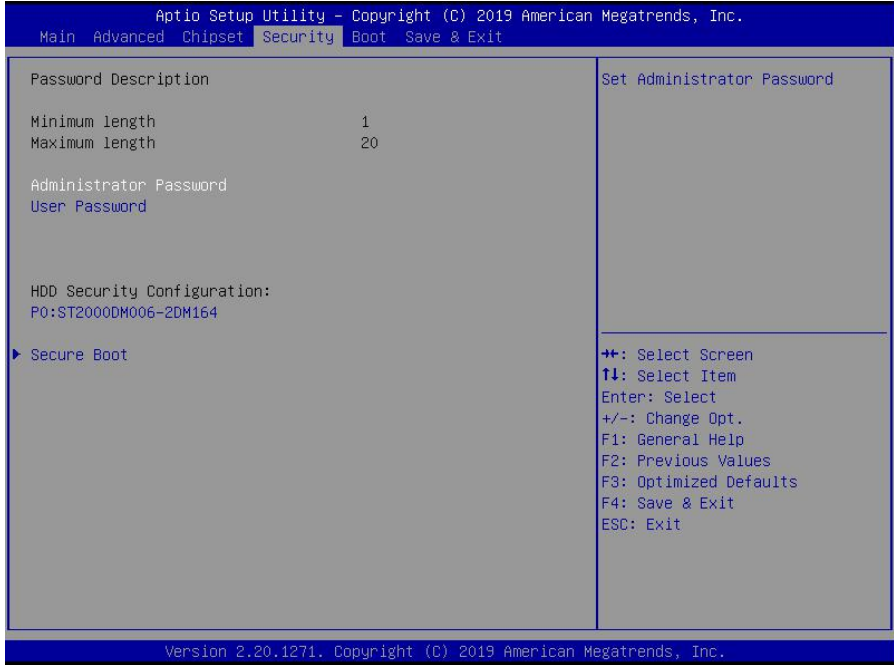 Aptio Setup Utility – Copyright (C) 2019 American Megatrends, Inc.
Main Advanced Chipset Security Boot Save & Exit
Password Description
Minimum length 1
Maximum length 20
Administrator Password
User Password
HDD Security Configuration:
P0:ST2000DM006-2DM164
Secure Boot
Set Administrator Password
→←: Select Screen
↑↓: Select Item
Enter: Select
+/-: Change Opt.
F1: General Help
F2: Previous Values
F3: Optimized Defaults
F4: Save & Exit
ESC: Exit
Version 2.20.1271. Copyright (C) 2019 American Megatrends, Inc.